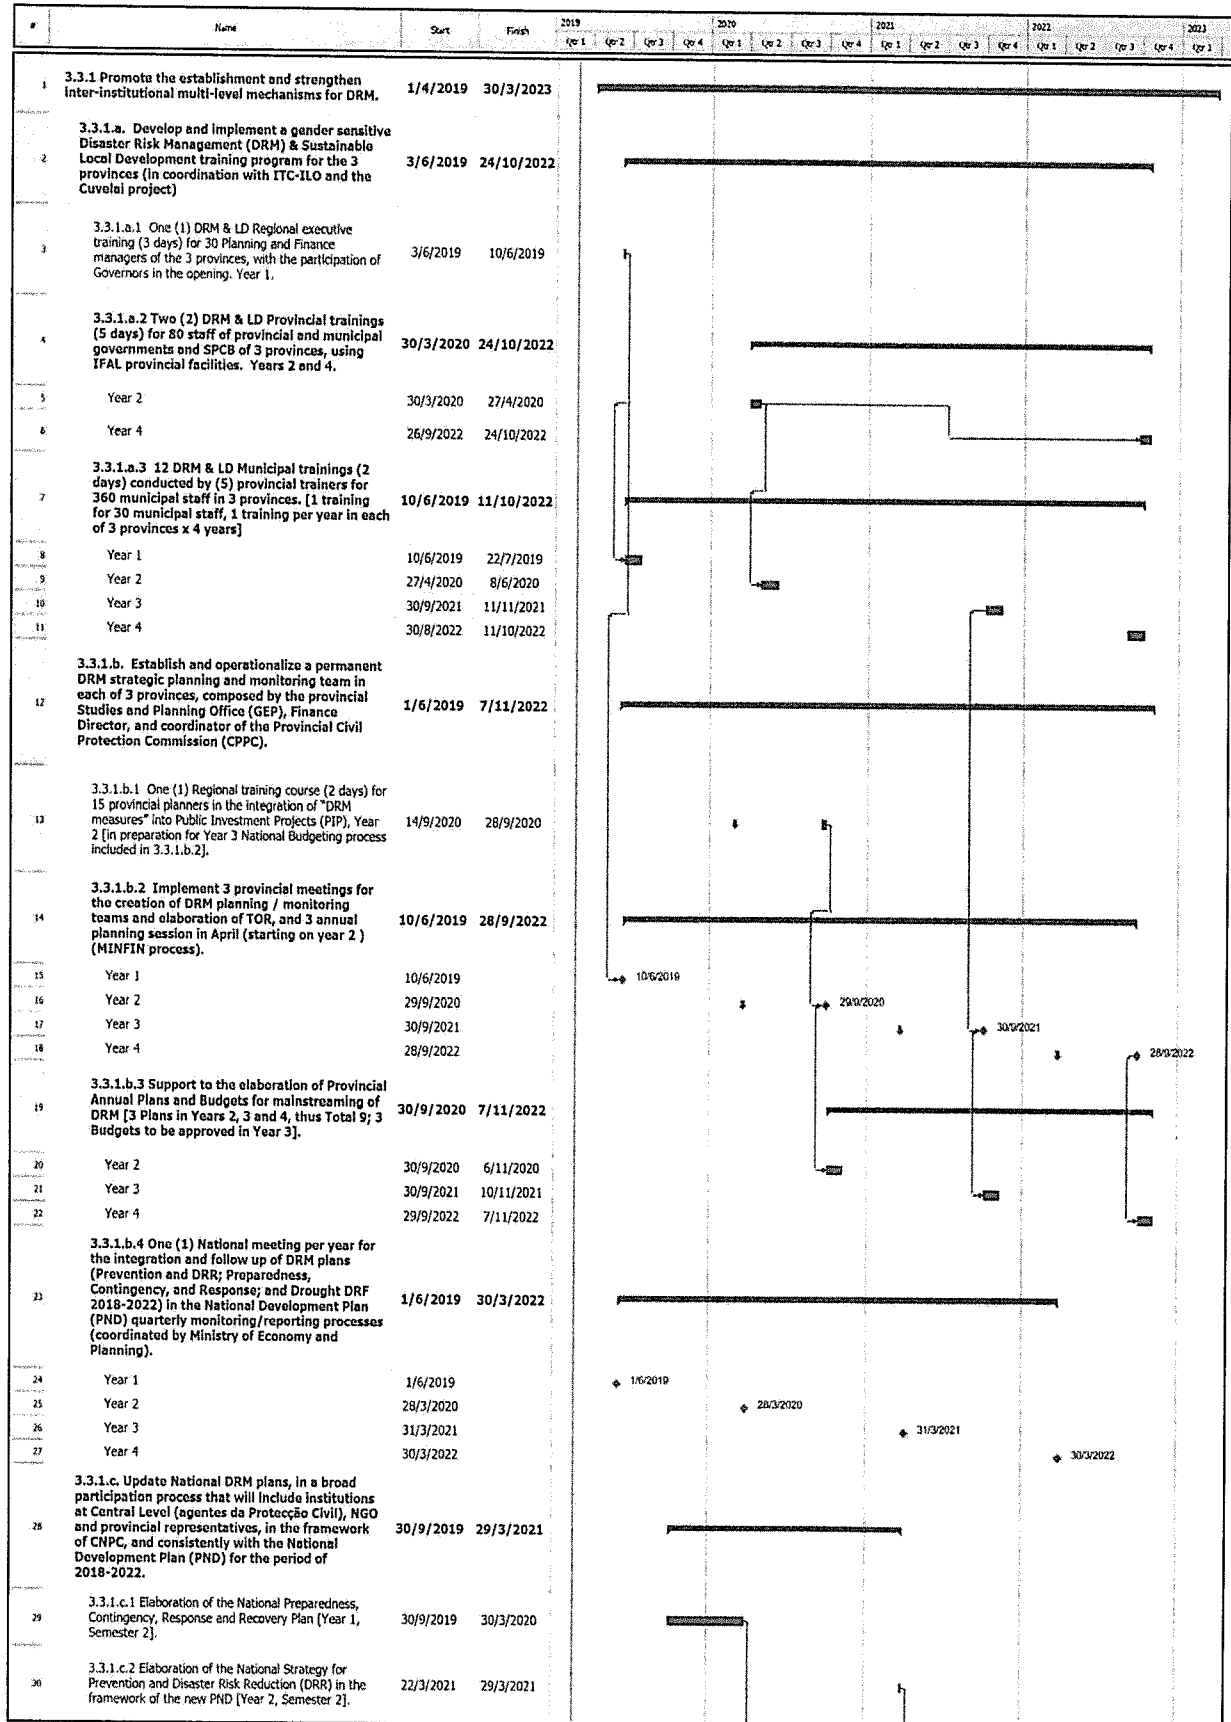 # Name Start Finish 2019 2020 2021 2022 2023
Qtr 1 Qtr 2 Qtr 3 Qtr 4 Qtr 1 Qtr 2 Qtr 3 Qtr 4 Qtr 1 Qtr 2 Qtr 3 Qtr 4 Qtr 1 Qtr 2 Qtr 3 Qtr 4 Qtr 1
1 3.3.1 Promote the establishment and strengthen
inter-institutional multi-level mechanisms for DRM. 1/4/2019 30/3/2023
3.3.1.a. Develop and implement a gender sensitive
Disaster Risk Management (DRM) & Sustainable
2 Local Development training program for the 3 3/6/2019 24/10/2022
provinces (in coordination with ITC-ILO and the
Cuvelai project)
3.3.1.a.1 One (1) DRM & LD Regional executive
training (3 days) for 30 Planning and Finance
3 managers of the 3 provinces, with the participation of 3/6/2019 10/6/2019
Governors in the opening. Year 1.
3.3.1.a.2 Two (2) DRM & LD Provincial trainings
(5 days) for 80 staff of provincial and municipal
4 governments and SPCB of 3 provinces, using 30/3/2020 24/10/2022
IFAL provincial facilities. Years 2 and 4.
5 Year 2 30/3/2020 27/4/2020
6 Year 4 26/9/2022 24/10/2022
3.3.1.a.3 12 DRM & LD Municipal trainings (2
days) conducted by (5) provincial trainers for
7 360 municipal staff in 3 provinces. [1 training 10/6/2019 11/10/2022
for 30 municipal staff, 1 training per year in each
of 3 provinces x 4 years]
8 Year 1 10/6/2019 22/7/2019
9 Year 2 27/4/2020 8/6/2020
10 Year 3 30/9/2021 11/11/2021
11 Year 4 30/8/2022 11/10/2022
3.3.1.b. Establish and operationalize a permanent
DRM strategic planning and monitoring team in
each of 3 provinces, composed by the provincial
12 Studies and Planning Office (GEP), Finance 1/6/2019 7/11/2022
Director, and coordinator of the Provincial Civil
Protection Commission (CPPC).
3.3.1.b.1 One (1) Regional training course (2 days) for
15 provincial planners in the integration of "DRM
13 measures" into Public Investment Projects (PIP), Year 14/9/2020 28/9/2020
2 [in preparation for Year 3 National Budgeting process
included in 3.3.1.b.2].
3.3.1.b.2 Implement 3 provincial meetings for
the creation of DRM planning / monitoring
14 teams and elaboration of TOR, and 3 annual 10/6/2019 28/9/2022
planning session in April (starting on year 2 )
(MINFIN process).
15 Year 1 10/6/2019 10/6/2019
16 Year 2 29/9/2020 29/9/2020
17 Year 3 30/9/2021 30/9/2021
18 Year 4 28/9/2022 28/9/2022
3.3.1.b.3 Support to the elaboration of Provincial
Annual Plans and Budgets for mainstreaming of
19 DRM [3 Plans in Years 2, 3 and 4, thus Total 9; 3 30/9/2020 7/11/2022
Budgets to be approved in Year 3].
20 Year 2 30/9/2020 6/11/2020
21 Year 3 30/9/2021 10/11/2021
22 Year 4 29/9/2022 7/11/2022
3.3.1.b.4 One (1) National meeting per year for
the integration and follow up of DRM plans
(Prevention and DRR; Preparedness,
Contingency, and Response; and Drought DRF
23 2018-2022) in the National Development Plan 1/6/2019 30/3/2022
(PND) quarterly monitoring/reporting processes
(coordinated by Ministry of Economy and
Planning).
24 Year 1 1/6/2019 1/6/2019
25 Year 2 28/3/2020 28/3/2020
26 Year 3 31/3/2021 31/3/2021
27 Year 4 30/3/2022 30/3/2022
3.3.1.c. Update National DRM plans, in a broad
participation process that will include institutions
at Central Level (agentes da Protecção Civil), NGO
28 and provincial representatives, in the framework 30/9/2019 29/3/2021
of CNPC, and consistently with the National
Development Plan (PND) for the period of
2018-2022.
3.3.1.c.1 Elaboration of the National Preparedness,
29 Contingency, Response and Recovery Plan [Year 1, 30/9/2019 30/3/2020
Semester 2].
3.3.1.c.2 Elaboration of the National Strategy for
30 Prevention and Disaster Risk Reduction (DRR) in the 22/3/2021 29/3/2021
framework of the new PND [Year 2, Semester 2].